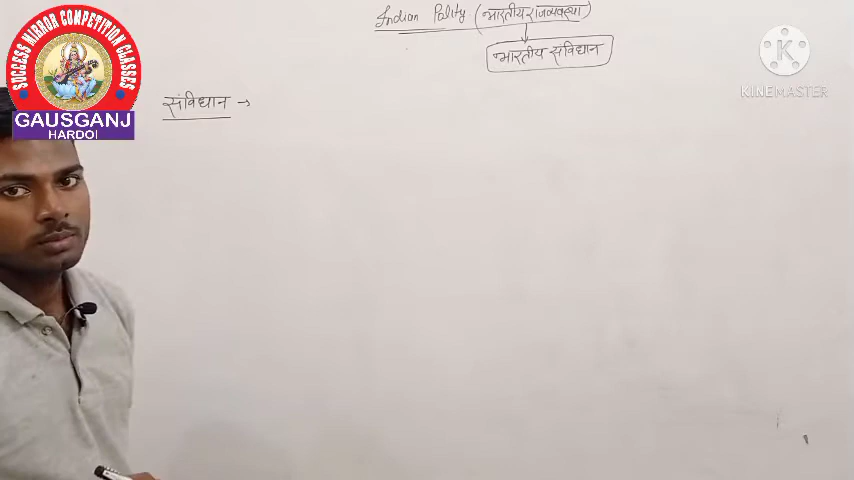 SUCCESS MIRROR COMPETITION CLASSES
GAUSGANJ
HARDOI
Indian Polity (भारतीय राजव्यवस्था)
भारतीय संविधान
संविधान →
K
KINEMASTER